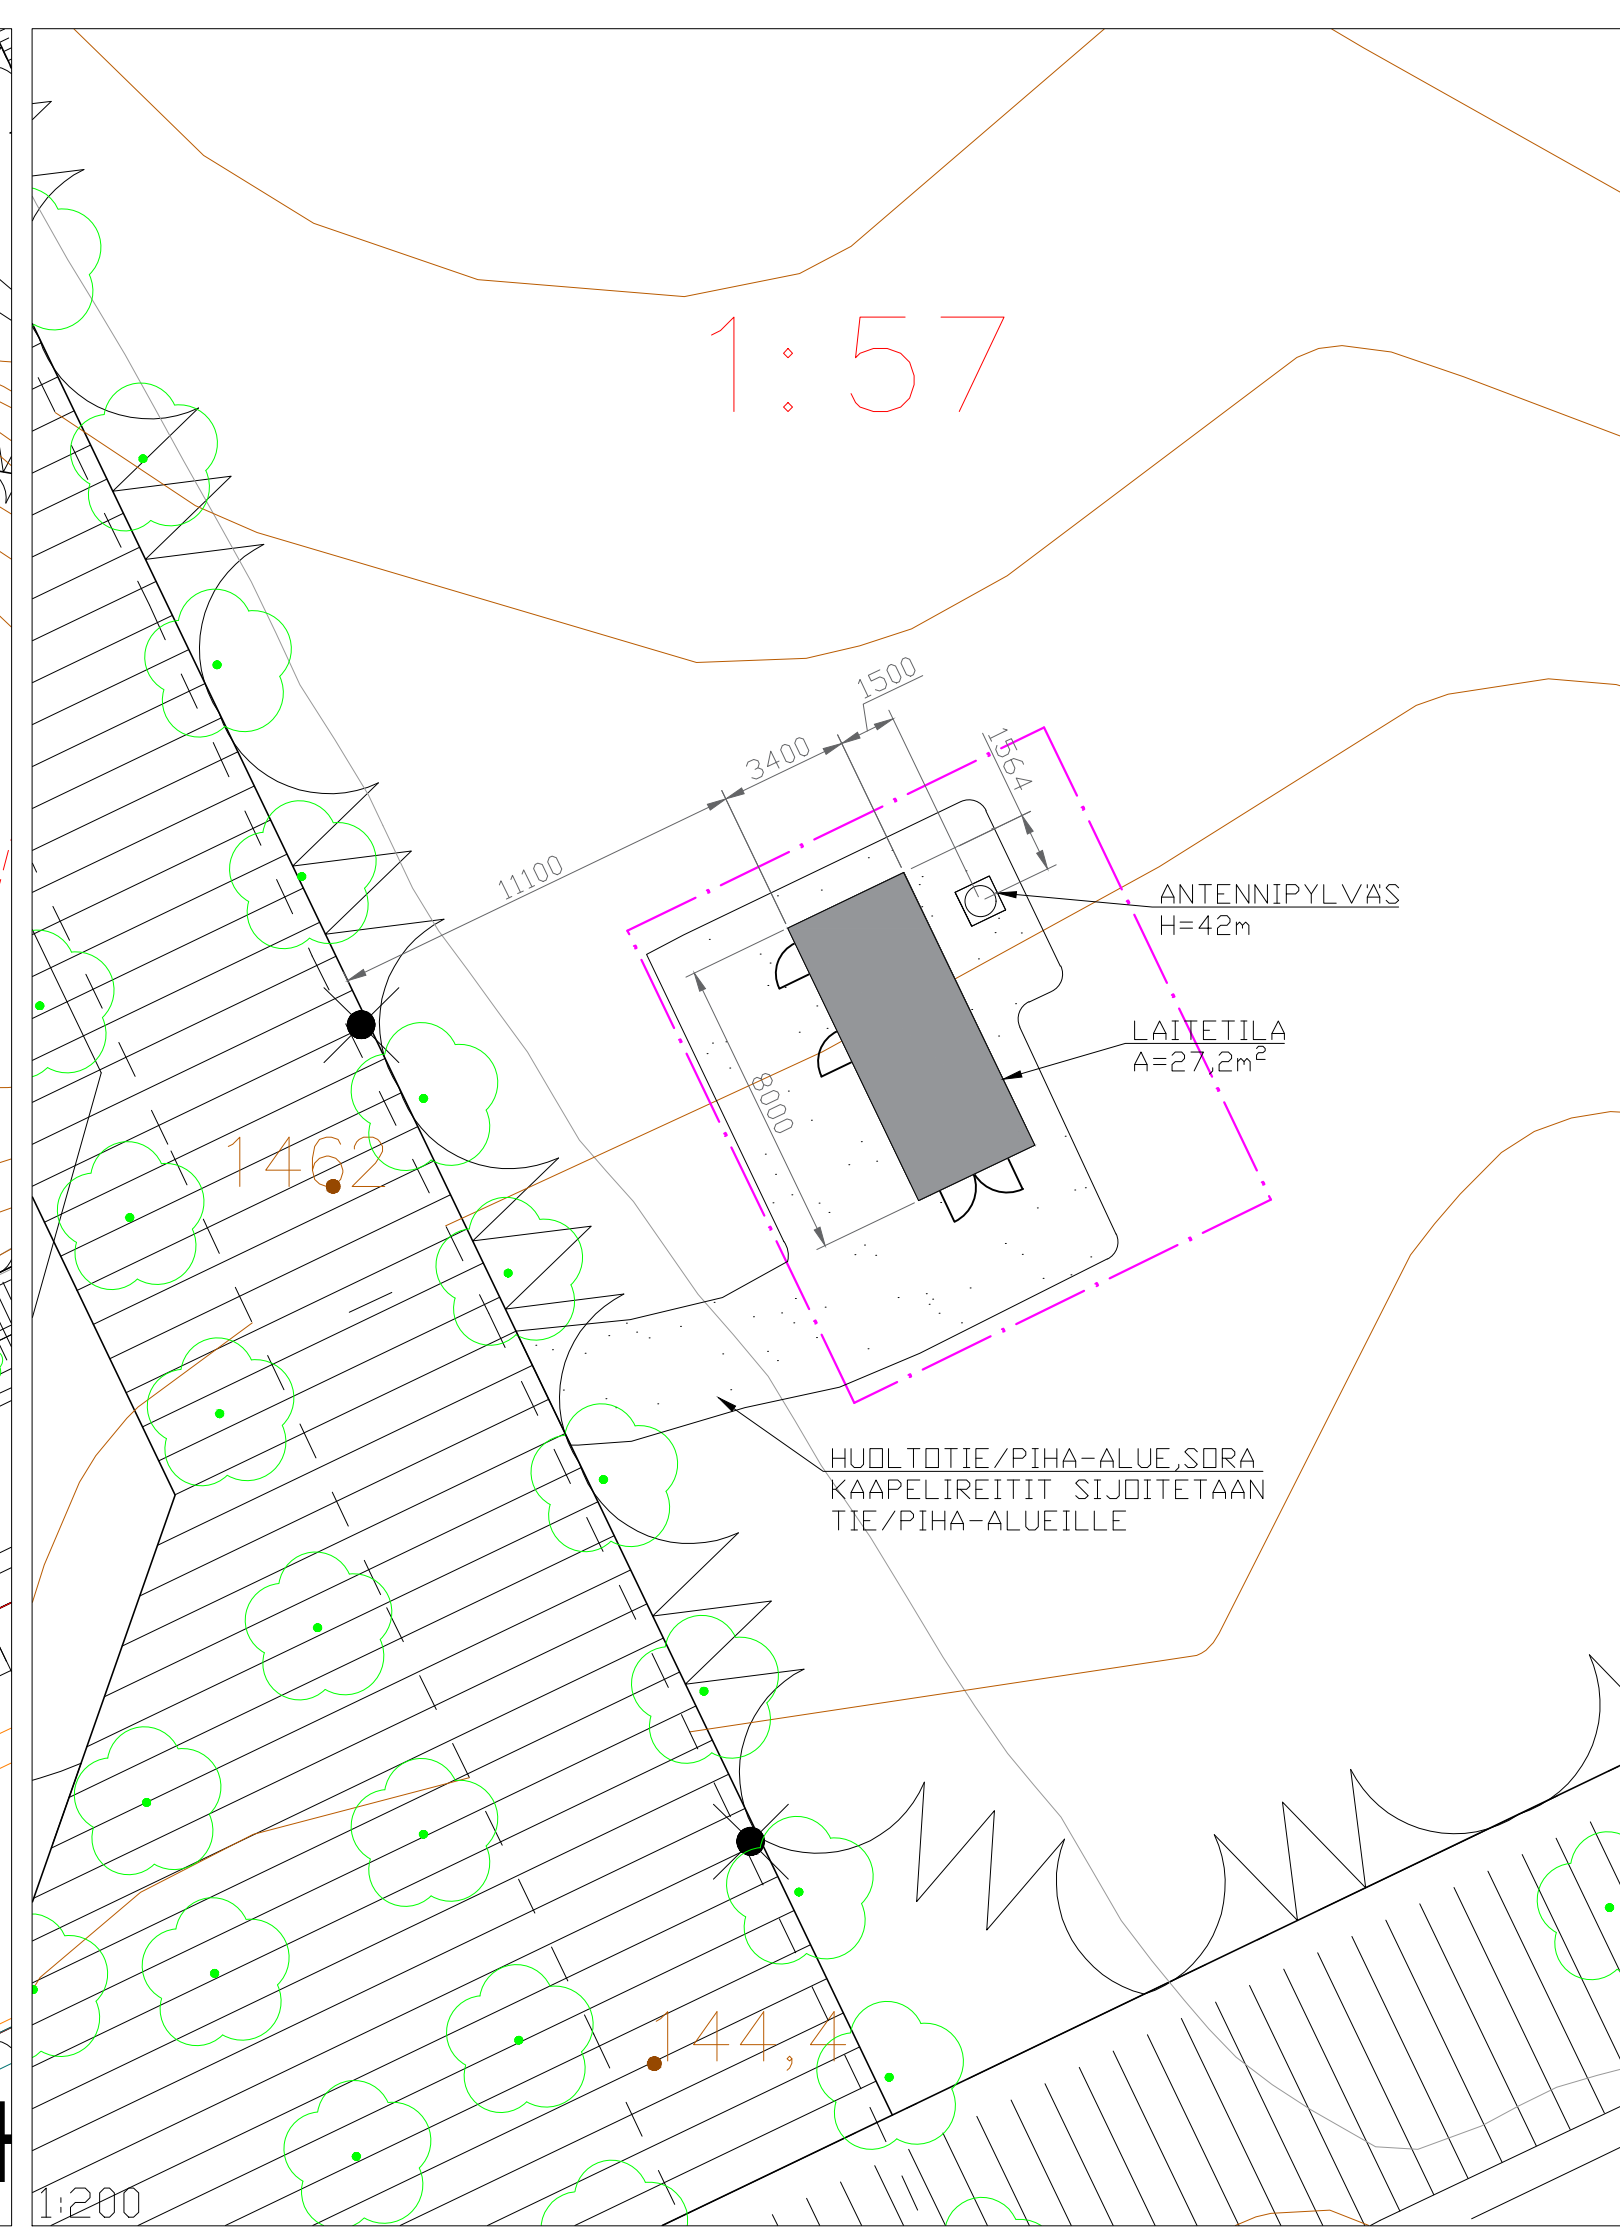 1:57
1500
3400
1564
11100
ANTENNIPYLVÄS
H=42m
LAITETILA
A=27,2m²
8000
1462
HUOLTOTIE/PIHA-ALUE,SORA
KAAPELIREITIT SIJOITETAAN
TIE/PIHA-ALUEILLE
144,4
1:200